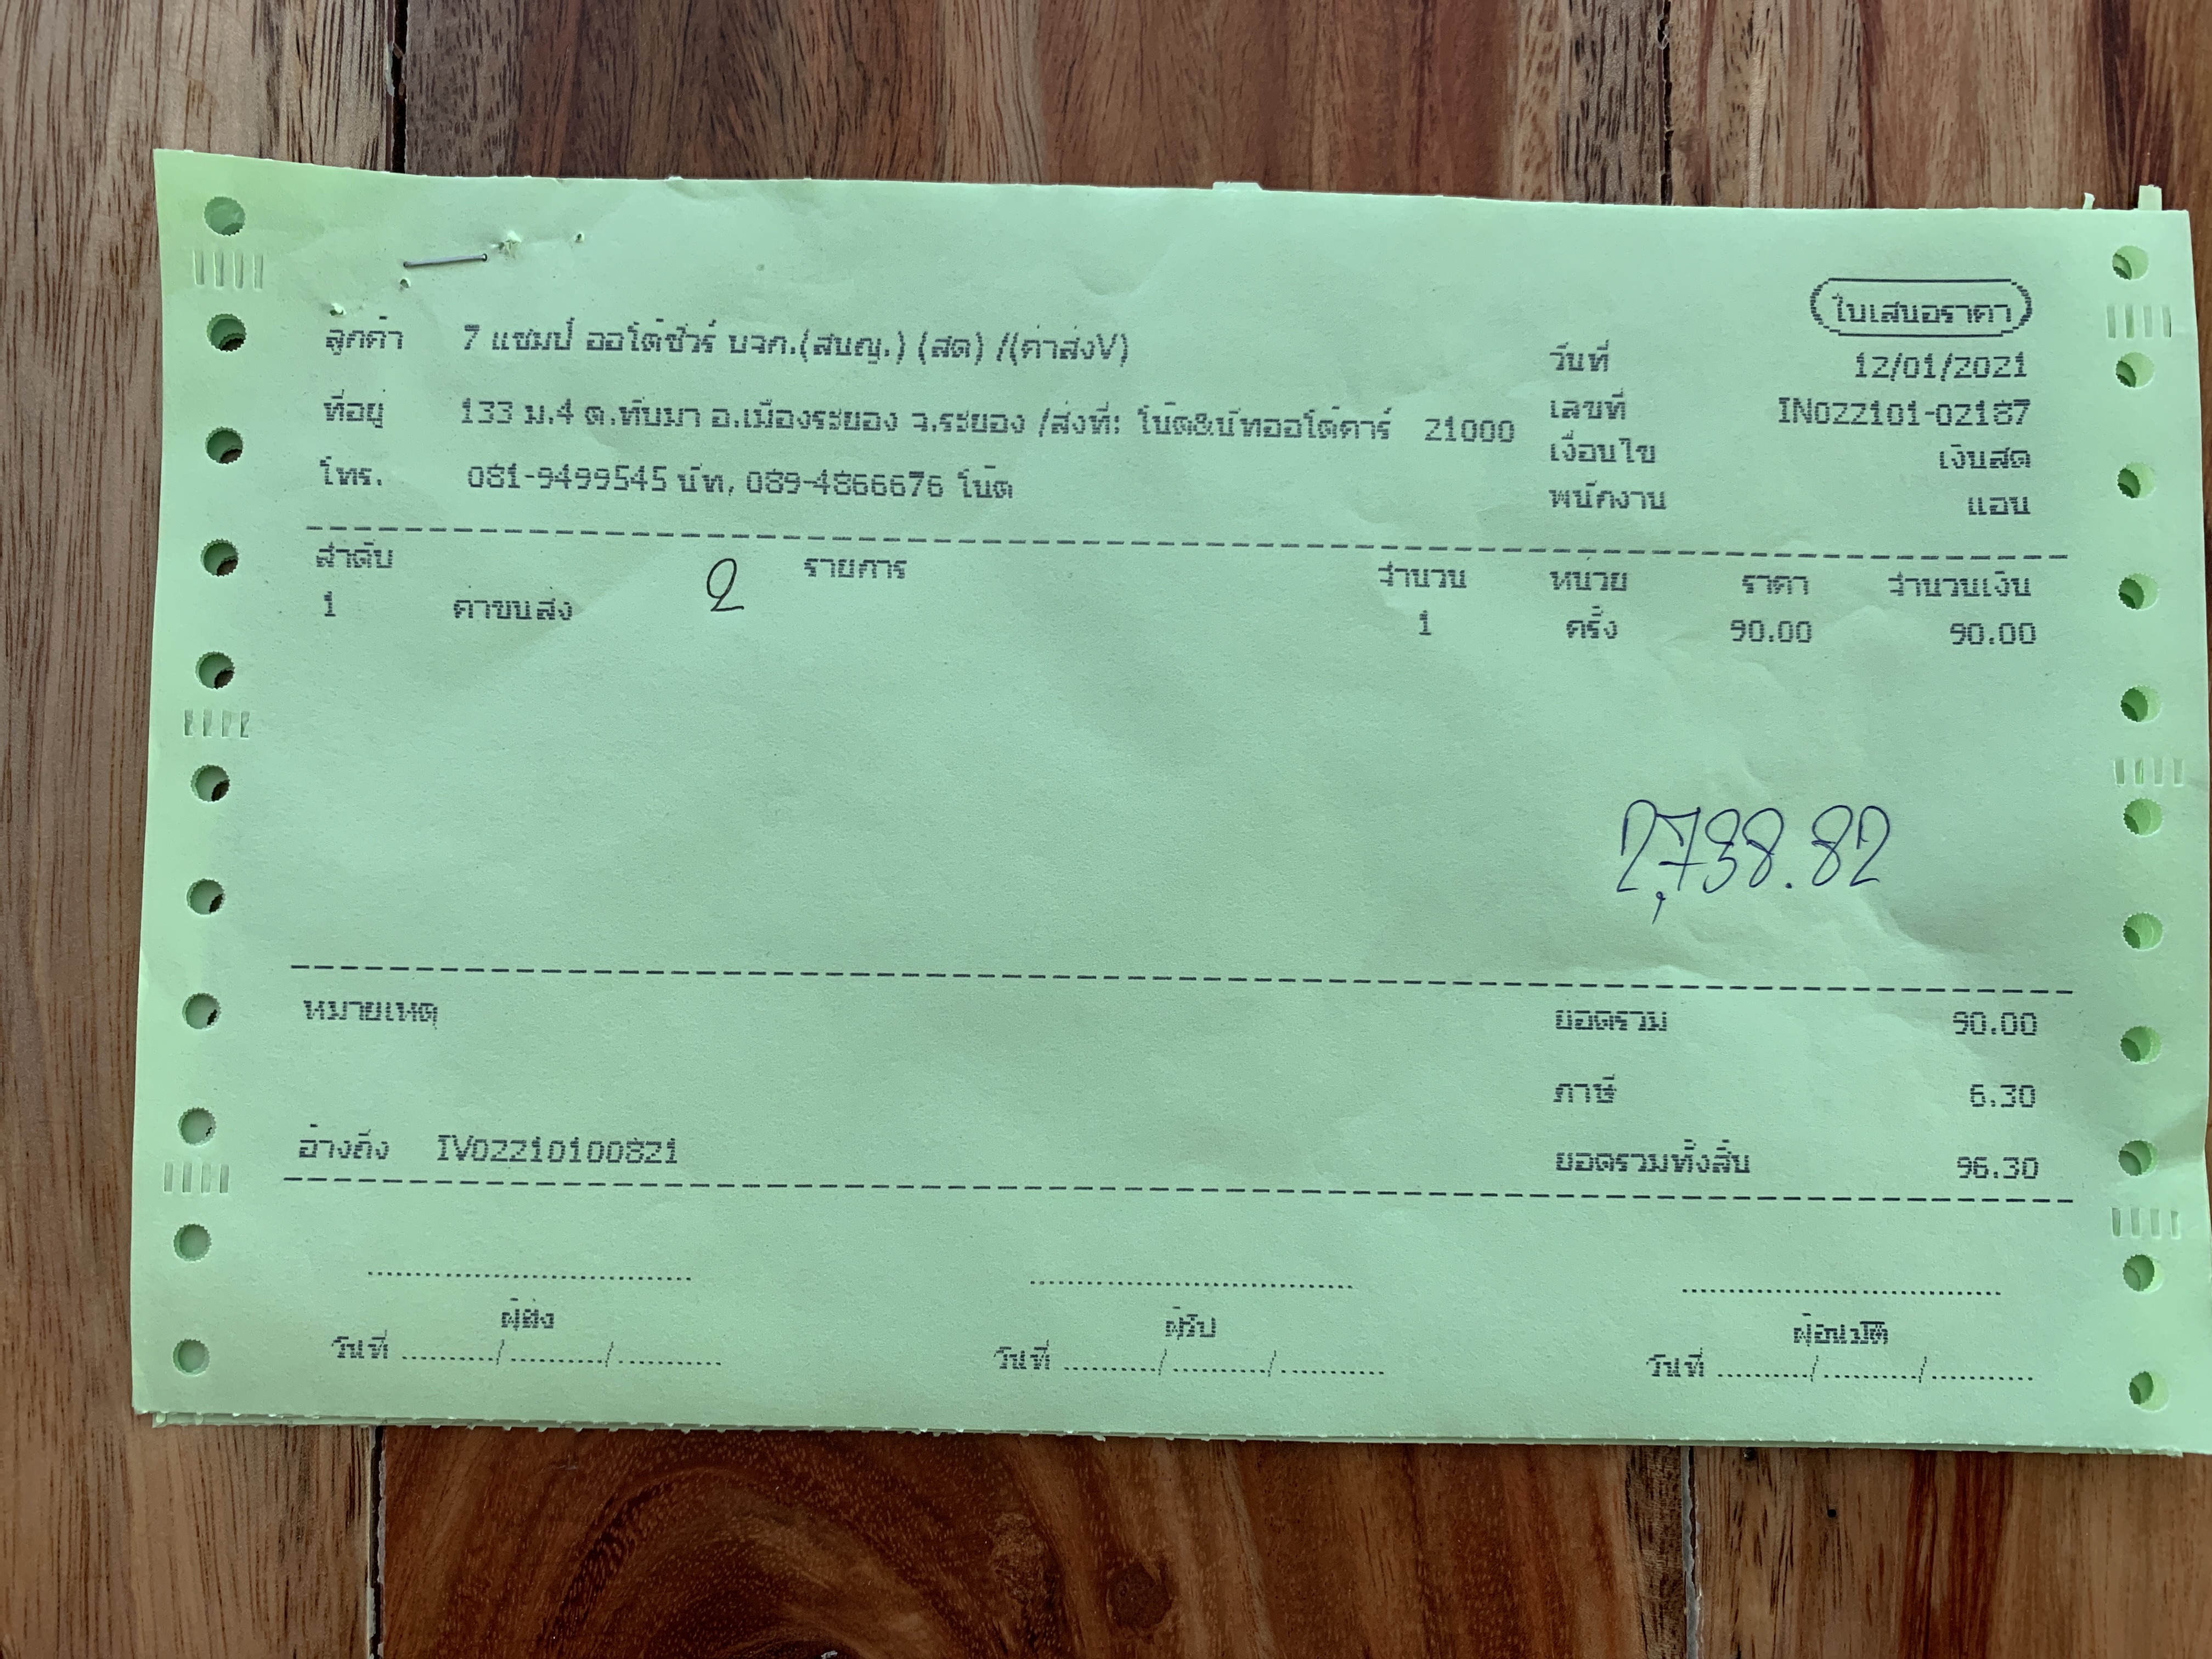 ใบเสนอราคา
ลูกค้า 7 แชมป์ ออโต้ชัวร์ บจก.(สนญ.) (สด) /(ค่าส่งV)
วันที่ 12/01/2021
ที่อยู่ 133 ม.4 ต.ทับมา อ.เมืองระยอง จ.ระยอง /ส่งที่: โน๊ต&นัทออโต้คาร์ 21000
เลขที่ IN022101-02187
เงื่อนไข เงินสด
โทร. 081-9499545 นัท, 089-4866676 โน๊ต
พนักงาน แอน
ลำดับ รายการ จำนวน หน่วย ราคา จำนวนเงิน
1 ค่าขนส่ง 2 1 ครั้ง 90.00 90.00
2,738.82
หมายเหตุ ยอดรวม 90.00
ภาษี 6.30
อ้างถึง IV02210100821 ยอดรวมทั้งสิ้น 96.30
ผู้ส่ง ผู้รับ ผู้อนุมัติ
วันที่ ........../........../........... วันที่ ........../........../........... วันที่ ........../........../...........